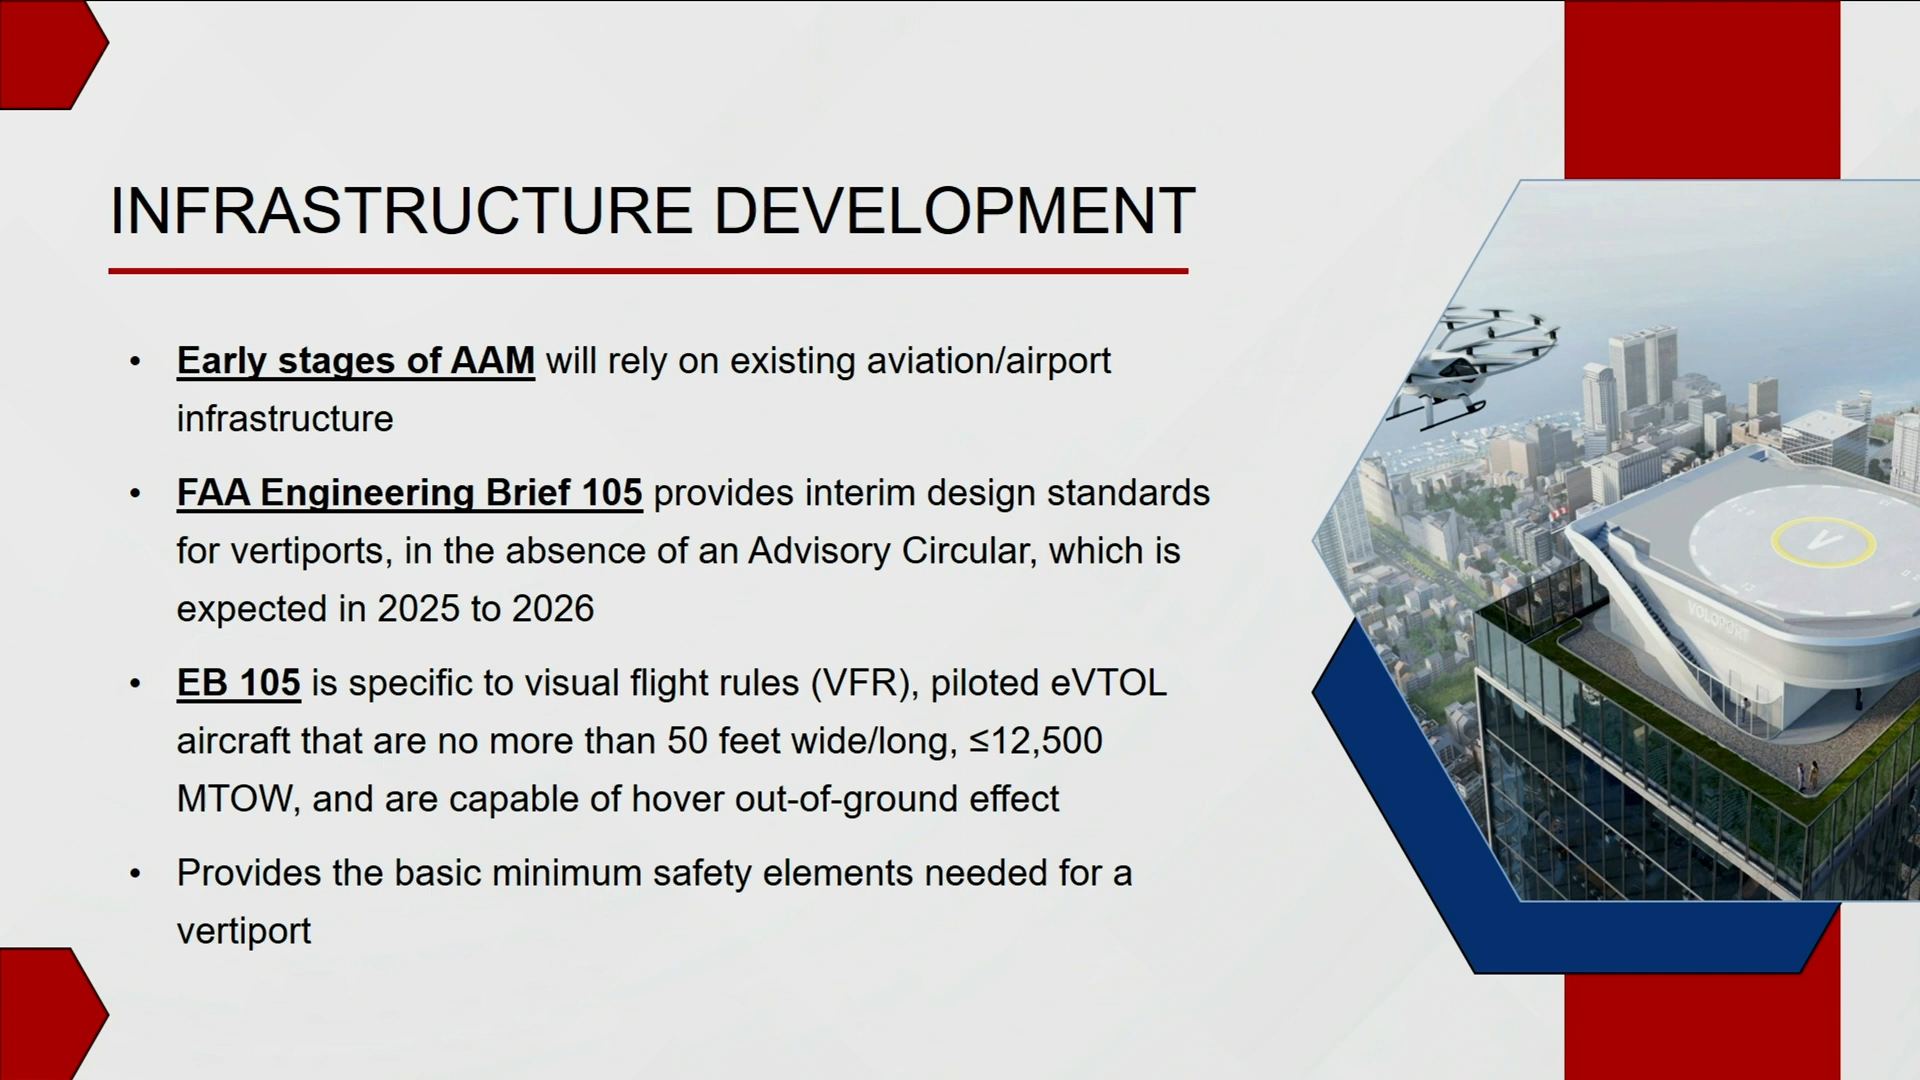 INFRASTRUCTURE DEVELOPMENT
• Early stages of AAM will rely on existing aviation/airport
infrastructure
• FAA Engineering Brief 105 provides interim design standards
for vertiports, in the absence of an Advisory Circular, which is
expected in 2025 to 2026
• EB 105 is specific to visual flight rules (VFR), piloted eVTOL
aircraft that are no more than 50 feet wide/long, ≤12,500
MTOW, and are capable of hover out-of-ground effect
• Provides the basic minimum safety elements needed for a
vertiport
V
VOLOPORT